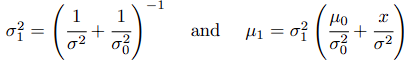 σ₁² = (1/σ² + 1/σ₀²)⁻¹ and μ₁ = σ₁² (μ₀/σ₀² + x/σ²)